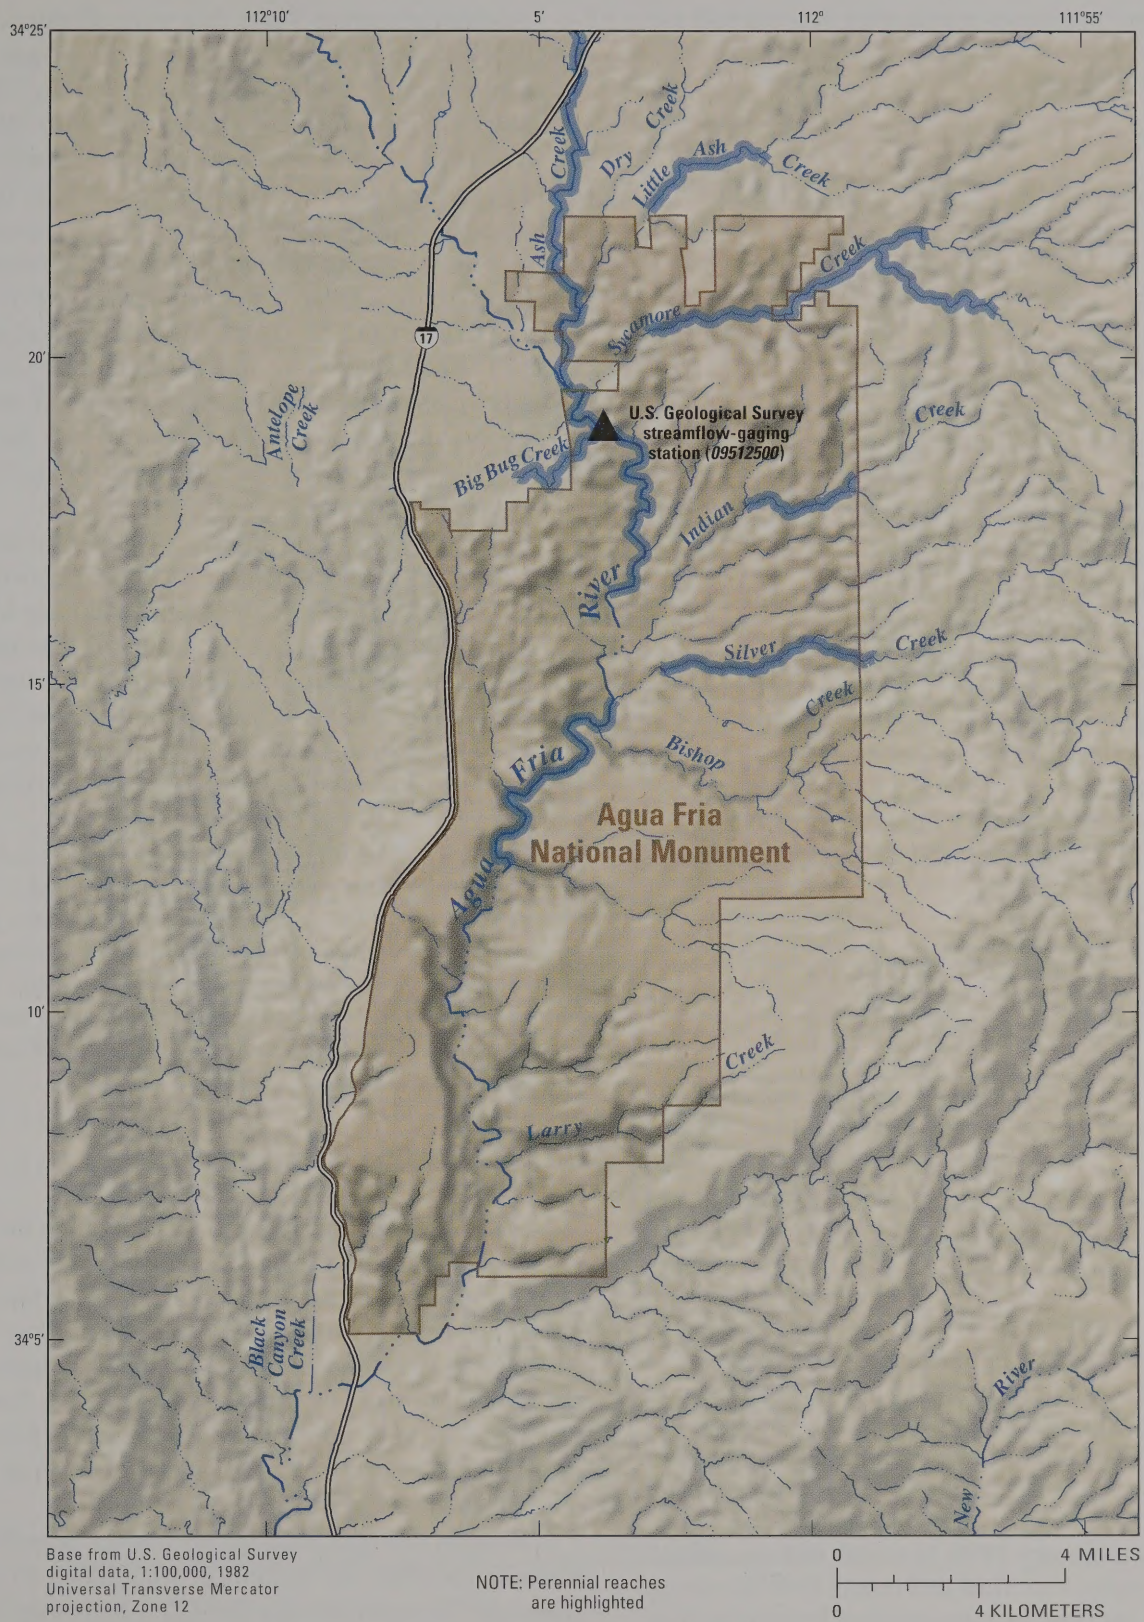 112°10'
5'
112°
111°55'
34°25'
Creek
Dry
Creek
Little
Ash
Creek
Ash
Creek
Sycamore
17
20'
Antelope
Creek
U.S. Geological Survey
streamflow-gaging
station (09512500)
Creek
Big Bug Creek
Indian
River
Silver
Creek
15'
Creek
Bishop
Fria
Agua Fria
National Monument
Agua
10'
Creek
Larry
34°5'
Black
Canyon
Creek
River
New
Base from U.S. Geological Survey
digital data, 1:100,000, 1982
Universal Transverse Mercator
projection, Zone 12
NOTE: Perennial reaches
are highlighted
0 4 MILES
0 4 KILOMETERS